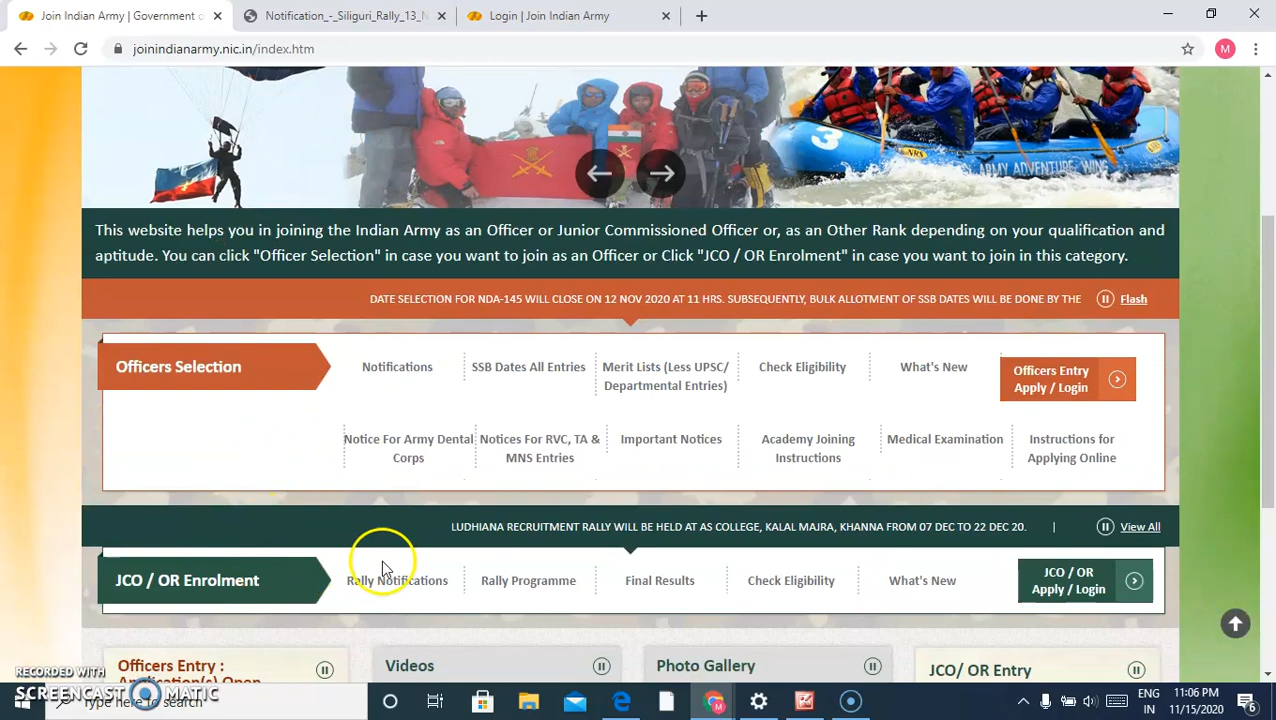 Join Indian Army | Government o
Notification_-_Siliguri_Rally_13_N
Login | Join Indian Army
joinindianarmy.nic.in/index.htm
M
3
NRS
ARMY ADVENTURE WINGS
This website helps you in joining the Indian Army as an Officer or Junior Commissioned Officer or, as an Other Rank depending on your qualification and
aptitude. You can click "Officer Selection" in case you want to join as an Officer or Click "JCO / OR Enrolment" in case you want to join in this category.
DATE SELECTION FOR NDA-145 WILL CLOSE ON 12 NOV 2020 AT 11 HRS. SUBSEQUENTLY, BULK ALLOTMENT OF SSB DATES WILL BE DONE BY THE
Flash
Officers Selection
Notifications
SSB Dates All Entries
Merit Lists (Less UPSC/
Departmental Entries)
Check Eligibility
What's New
Officers Entry
Apply / Login
Notice For Army Dental
Corps
Notices For RVC, TA &
MNS Entries
Important Notices
Academy Joining
Instructions
Medical Examination
Instructions for
Applying Online
LUDHIANA RECRUITMENT RALLY WILL BE HELD AT AS COLLEGE, KALAL MAJRA, KHANNA FROM 07 DEC TO 22 DEC 20. |
View All
JCO / OR Enrolment
Rally Notifications
Rally Programme
Final Results
Check Eligibility
What's New
JCO / OR
Apply / Login
Officers Entry :
Application(s) Open
Videos
Photo Gallery
JCO/ OR Entry
RECORDED WITH
SCREENCAST MATIC
Type here to search
ENG
IN
11:06 PM
11/15/2020
6